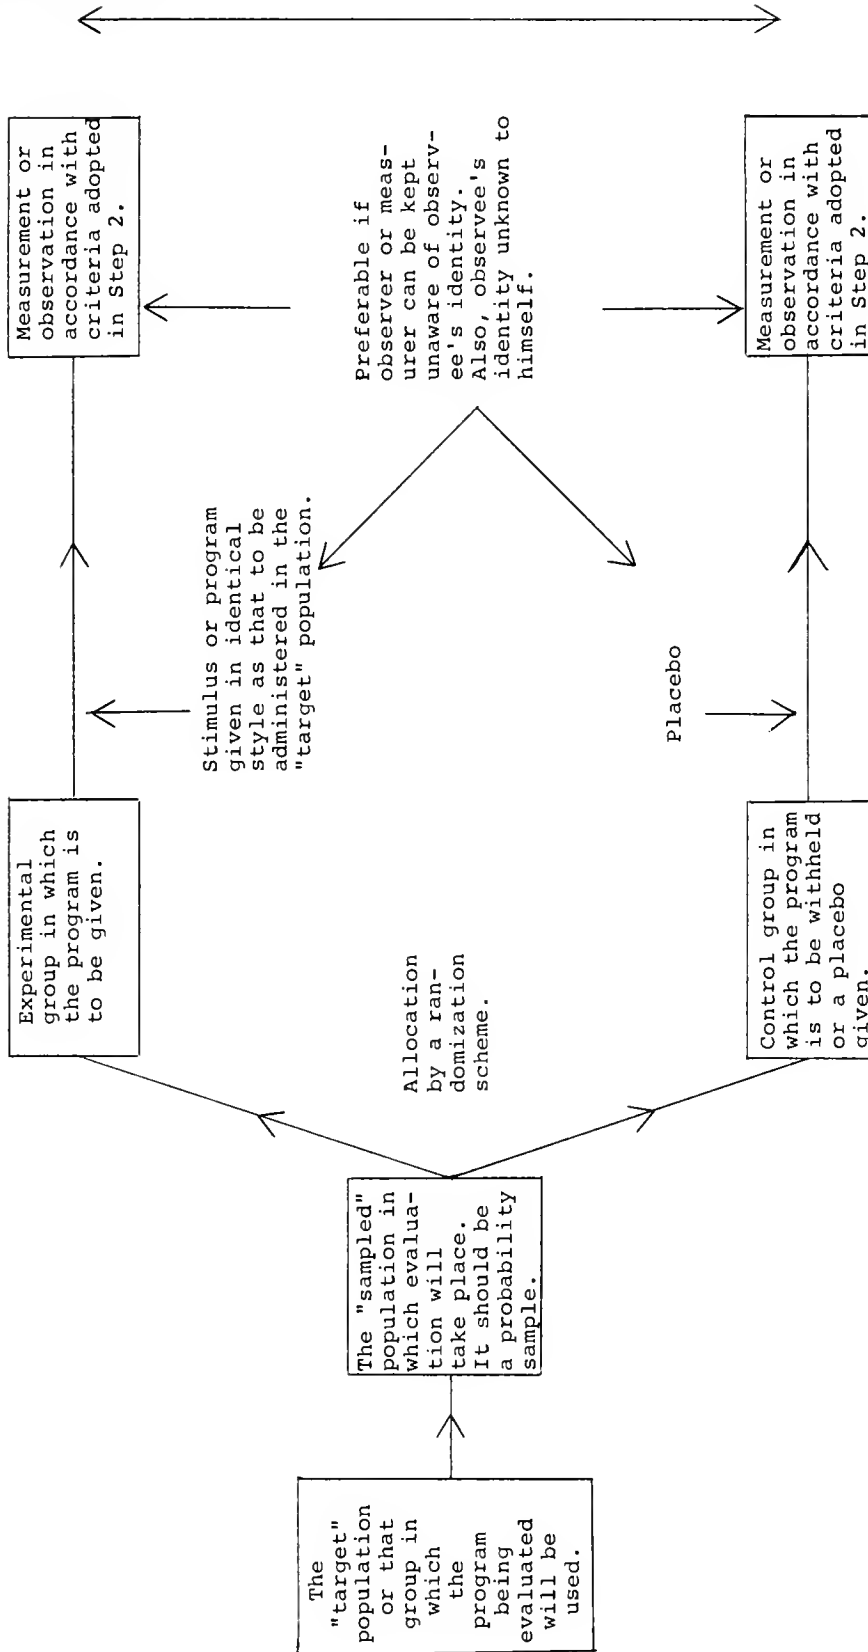 The
"target"
population
or that
group in
which
the
program
being
evaluated
will be
used.
The "sampled"
population in
which evalua-
tion will
take place.
It should be
a probability
sample.
Allocation
by a ran-
domization
scheme.
Experimental
group in which
the program is
to be given.
Control group in
which the program
is to be withheld
or a placebo
given.
Stimulus or program
given in identical
style as that to be
administered in the
"target" population.
Placebo
Preferable if
observer or meas-
urer can be kept
unaware of observ-
ee's identity.
Also, observee's
identity unknown to
himself.
Measurement or
observation in
accordance with
criteria adopted
in Step 2.
Measurement or
observation in
accordance with
criteria adopted
in Step 2.